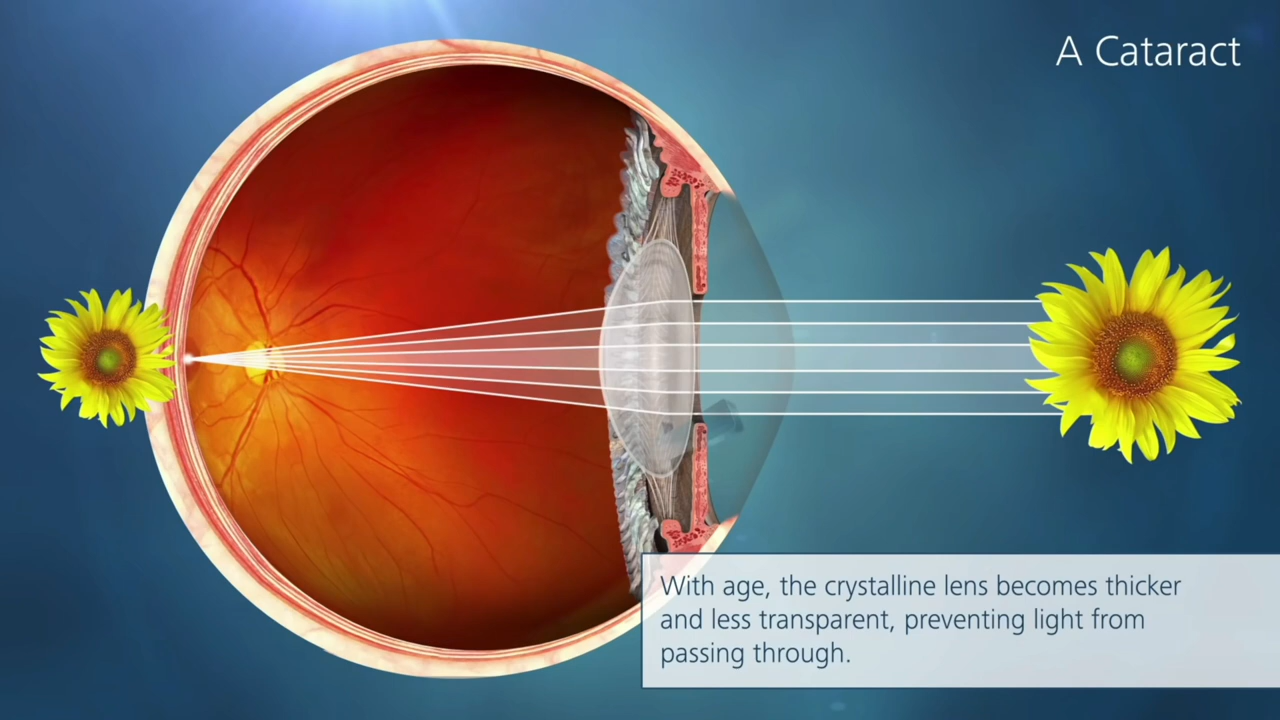 A Cataract
With age, the crystalline lens becomes thicker
and less transparent, preventing light from
passing through.